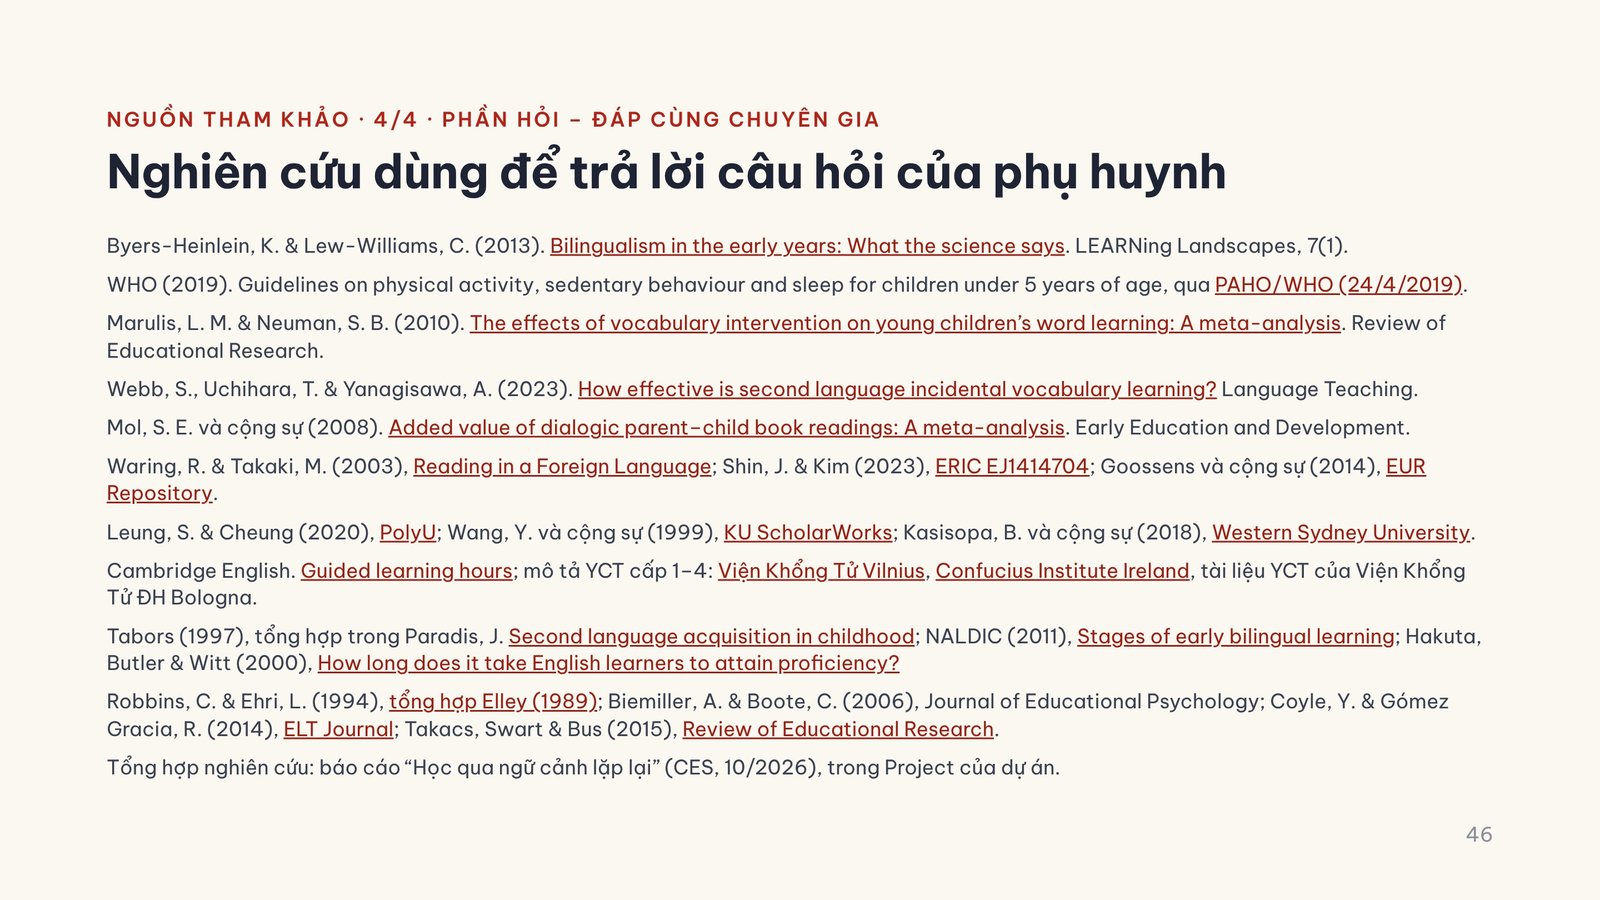 NGUỒN THAM KHẢO · 4/4 · PHẦN HỎI – ĐÁP CÙNG CHUYÊN GIA
Nghiên cứu dùng để trả lời câu hỏi của phụ huynh
Byers-Heinlein, K. & Lew-Williams, C. (2013). Bilingualism in the early years: What the science says. LEARNing Landscapes, 7(1).
WHO (2019). Guidelines on physical activity, sedentary behaviour and sleep for children under 5 years of age, qua PAHO/WHO (24/4/2019).
Marulis, L. M. & Neuman, S. B. (2010). The effects of vocabulary intervention on young children’s word learning: A meta-analysis. Review of
Educational Research.
Webb, S., Uchihara, T. & Yanagisawa, A. (2023). How effective is second language incidental vocabulary learning? Language Teaching.
Mol, S. E. và cộng sự (2008). Added value of dialogic parent–child book readings: A meta-analysis. Early Education and Development.
Waring, R. & Takaki, M. (2003), Reading in a Foreign Language; Shin, J. & Kim (2023), ERIC EJ1414704; Goossens và cộng sự (2014), EUR
Repository.
Leung, S. & Cheung (2020), PolyU; Wang, Y. và cộng sự (1999), KU ScholarWorks; Kasisopa, B. và cộng sự (2018), Western Sydney University.
Cambridge English. Guided learning hours; mô tả YCT cấp 1–4: Viện Khổng Tử Vilnius, Confucius Institute Ireland, tài liệu YCT của Viện Khổng
Tử ĐH Bologna.
Tabors (1997), tổng hợp trong Paradis, J. Second language acquisition in childhood; NALDIC (2011), Stages of early bilingual learning; Hakuta,
Butler & Witt (2000), How long does it take English learners to attain proficiency?
Robbins, C. & Ehri, L. (1994), tổng hợp Elley (1989); Biemiller, A. & Boote, C. (2006), Journal of Educational Psychology; Coyle, Y. & Gómez
Gracia, R. (2014), ELT Journal; Takacs, Swart & Bus (2015), Review of Educational Research.
Tổng hợp nghiên cứu: báo cáo “Học qua ngữ cảnh lặp lại” (CES, 10/2026), trong Project của dự án.
46